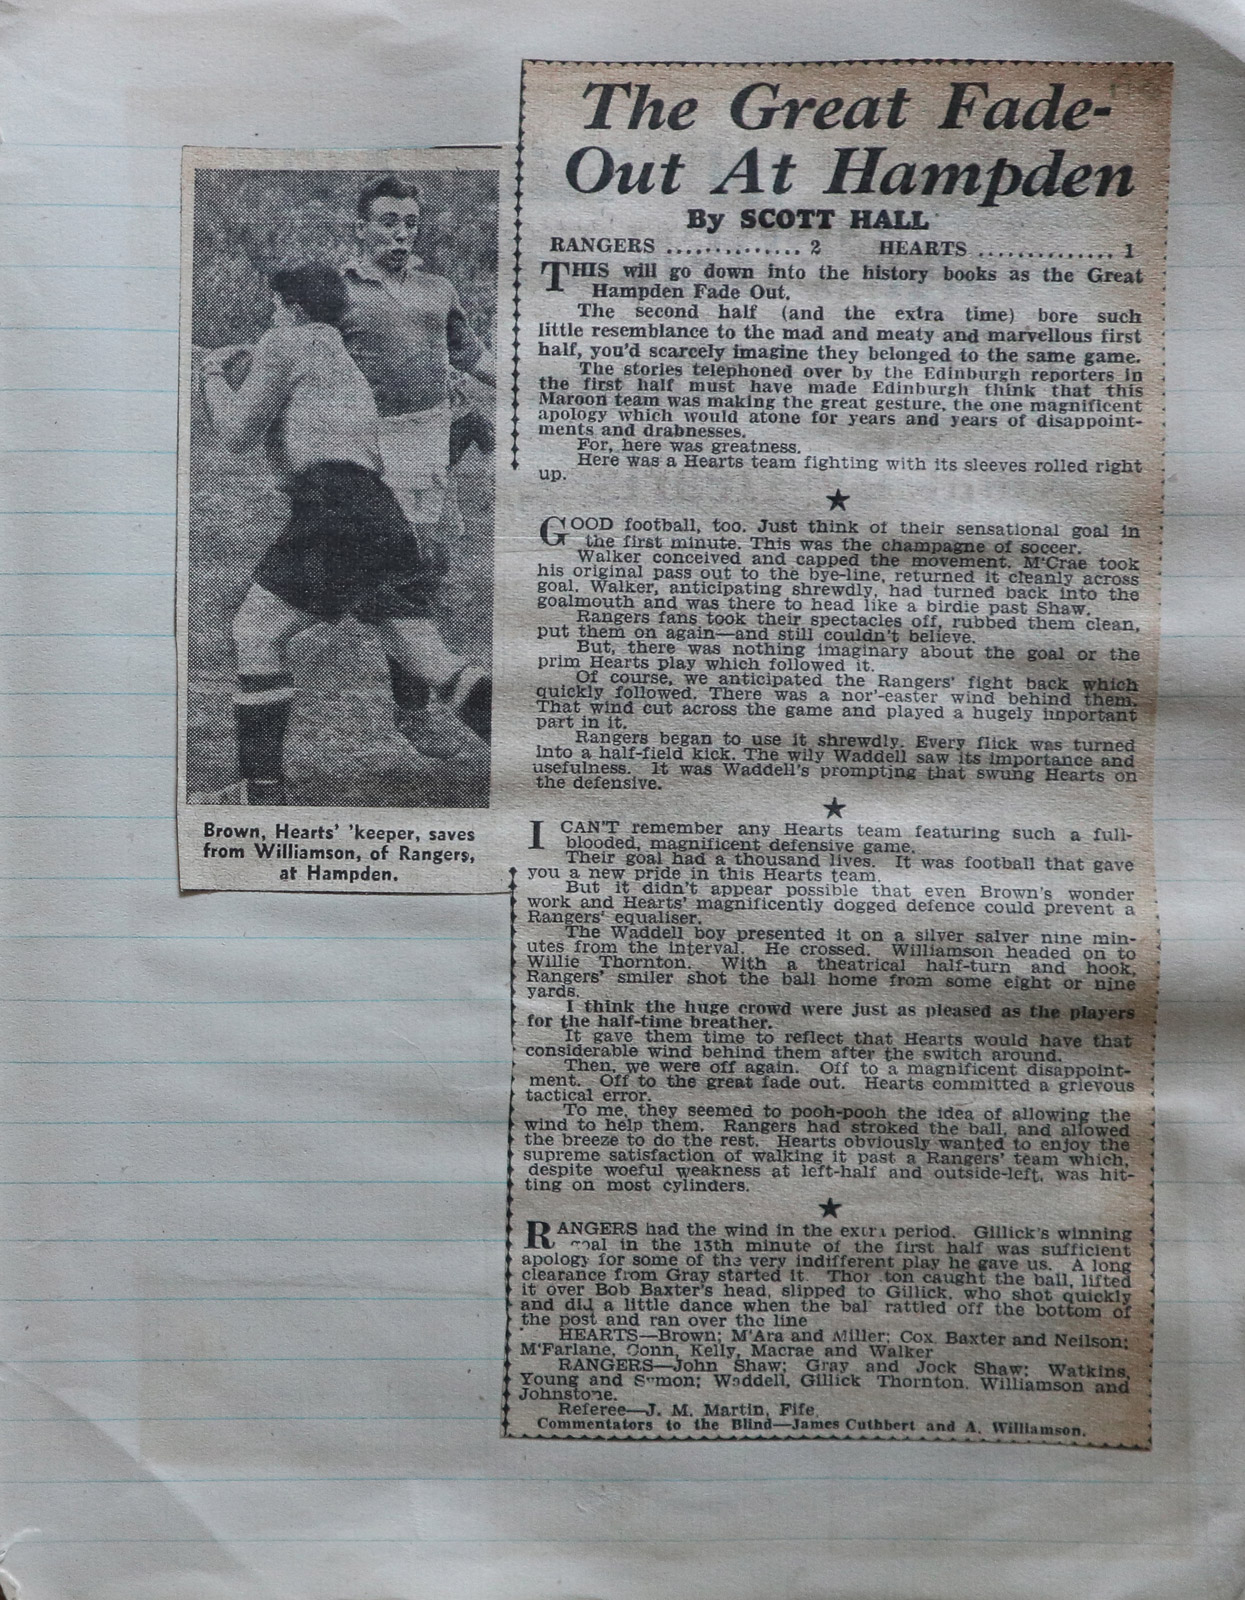 The Great Fade-
Out At Hampden
By SCOTT HALL
RANGERS .............. 2 HEARTS .............. 1
THIS will go down into the history books as the Great
Hampden Fade Out.
The second half (and the extra time) bore such
little resemblance to the mad and meaty and marvellous first
half, you'd scarcely imagine they belonged to the same game.
The stories telephoned over by the Edinburgh reporters in
the first half must have made Edinburgh think that this
Maroon team was making the great gesture, the one magnificent
apology which would atone for years and years of disappoint-
ments and drabnesses.
For, here was greatness.
Here was a Hearts team fighting with its sleeves rolled right
up.
★
GOOD football, too. Just think of their sensational goal in
the first minute. This was the champagne of soccer.
Walker conceived and capped the movement. M'Crae took
his original pass out to the bye-line, returned it cleanly across
goal. Walker, anticipating shrewdly, had turned back into the
goalmouth and was there to head like a birdie past Shaw.
Rangers fans took their spectacles off, rubbed them clean,
put them on again—and still couldn't believe.
But, there was nothing imaginary about the goal or the
prim Hearts play which followed it.
Of course, we anticipated the Rangers' fight back which
quickly followed. There was a nor'-easter wind behind them.
That wind cut across the game and played a hugely important
part in it.
Rangers began to use it shrewdly. Every flick was turned
into a half-field kick. The wily Waddell saw its importance and
usefulness. It was Waddell's prompting that swung Hearts on
the defensive.
★
I CAN'T remember any Hearts team featuring such a full-
blooded, magnificent defensive game.
Their goal had a thousand lives. It was football that gave
you a new pride in this Hearts team.
But it didn't appear possible that even Brown's wonder
work and Hearts' magnificently dogged defence could prevent a
Rangers' equaliser.
The Waddell boy presented it on a silver salver nine min-
utes from the interval. He crossed. Williamson headed on to
Willie Thornton. With a theatrical half-turn and hook,
Rangers' smiler shot the ball home from some eight or nine
yards.
I think the huge crowd were just as pleased as the players
for the half-time breather.
It gave them time to reflect that Hearts would have that
considerable wind behind them after the switch around.
Then, we were off again. Off to a magnificent disappoint-
ment. Off to the great fade out. Hearts committed a grievous
tactical error.
To me, they seemed to pooh-pooh the idea of allowing the
wind to help them. Rangers had stroked the ball, and allowed
the breeze to do the rest. Hearts obviously wanted to enjoy the
supreme satisfaction of walking it past a Rangers' team which,
despite woeful weakness at left-half and outside-left, was hit-
ting on most cylinders.
★
RANGERS had the wind in the extra period. Gillick's winning
goal in the 13th minute of the first half was sufficient
apology for some of the very indifferent play he gave us. A long
clearance from Gray started it. Thornton caught the ball, lifted
it over Bob Baxter's head, slipped to Gillick, who shot quickly
and did a little dance when the ball rattled off the bottom of
the post and ran over the line
HEARTS—Brown; M'Ara and Miller; Cox, Baxter and Neilson;
M'Farlane, Conn, Kelly, Macrae and Walker
RANGERS—John Shaw; Gray and Jock Shaw; Watkins,
Young and Symon; Waddell, Gillick Thornton, Williamson and
Johnstone.
Referee—J. M. Martin, Fife.
Commentators to the Blind—James Cuthbert and A. Williamson.
Brown, Hearts' 'keeper, saves
from Williamson, of Rangers,
at Hampden.